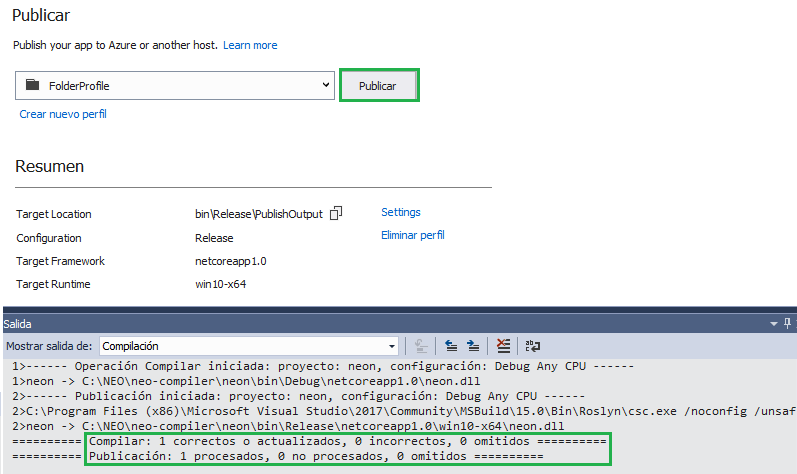 Publicar
Publish your app to Azure or another host. Learn more
FolderProfile
Publicar
Crear nuevo perfil
Resumen
Target Location bin\Release\PublishOutput Settings
Configuration Release Eliminar perfil
Target Framework netcoreapp1.0
Target Runtime win10-x64
Salida
Mostrar salida de: Compilación
1>------ Operación Compilar iniciada: proyecto: neon, configuración: Debug Any CPU ------
1>neon -> C:\NEO\neo-compiler\neon\bin\Debug\netcoreapp1.0\neon.dll
2>------ Publicación iniciada: proyecto: neon, configuración: Debug Any CPU ------
2>C:\Program Files (x86)\Microsoft Visual Studio\2017\Community\MSBuild\15.0\Bin\Roslyn\csc.exe /noconfig /unsaf
2>neon -> C:\NEO\neo-compiler\neon\bin\Release\netcoreapp1.0\win10-x64\neon.dll
========== Compilar: 1 correctos o actualizados, 0 incorrectos, 0 omitidos ==========
========== Publicación: 1 procesados, 0 no procesados, 0 omitidos ==========